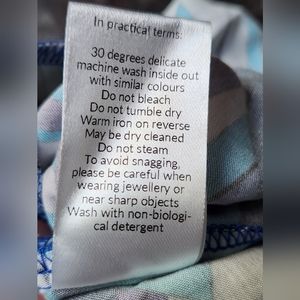 In practical terms:
30 degrees delicate
machine wash inside out
with similar colours
Do not bleach
Do not tumble dry
Warm iron on reverse
May be dry cleaned
Do not steam
To avoid snagging,
please be careful when
wearing jewellery or
near sharp objects
Wash with non-biologi-
cal detergent